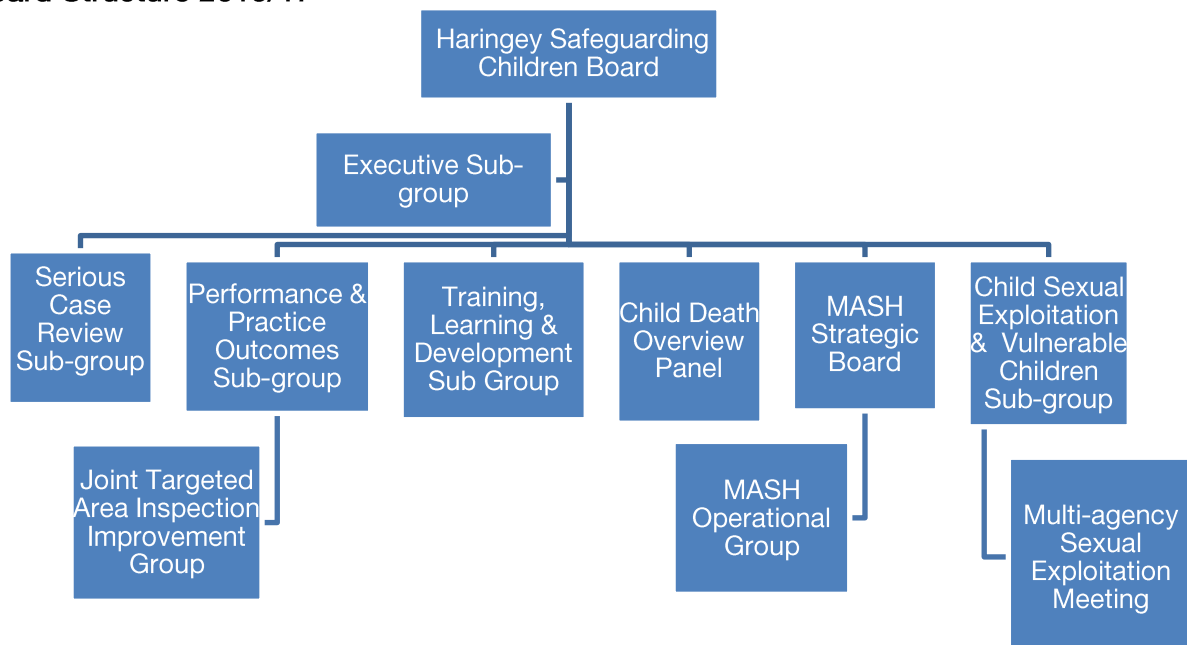 Structure
Haringey Safeguarding
Children Board
Executive Sub-
group
Serious
Case
Review
Sub-group
Performance &
Practice
Outcomes
Sub-group
Training,
Learning &
Development
Sub Group
Child Death
Overview
Panel
MASH
Strategic
Board
Child Sexual
Exploitation
& Vulnerable
Children
Sub-group
Joint Targeted
Area Inspection
Improvement
Group
MASH
Operational
Group
Multi-agency
Sexual
Exploitation
Meeting